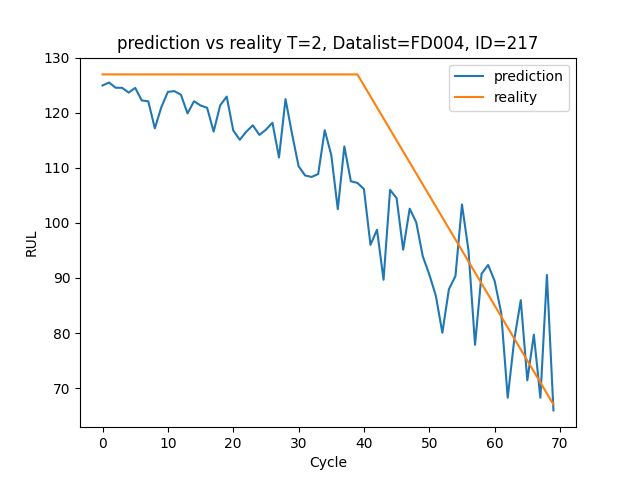 prediction vs reality T=2, Datalist=FD004, ID=217
prediction
reality
RUL
130
120
110
100
90
80
70
0 10 20 30 40 50 60 70
Cycle